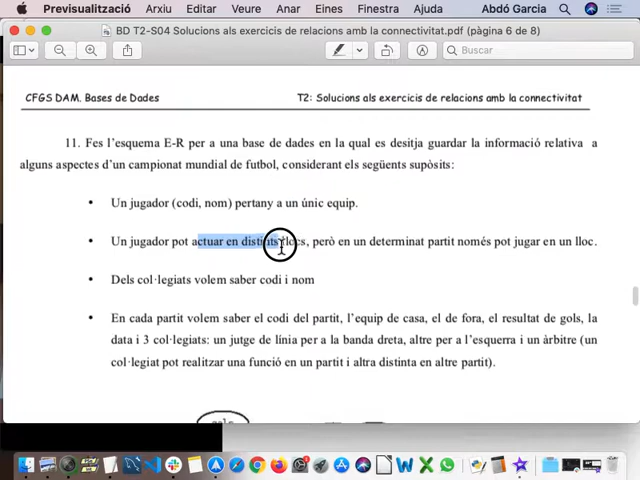 Previsualització Arxiu Editar Veure Anar Eines Finestra Ajuda Abdó Garcia
BD T2-S04 Solucions als exercicis de relacions amb la connectivitat.pdf (pàgina 6 de 8)
Buscar
CFGS DAM. Bases de Dades T2: Solucions als exercicis de relacions amb la connectivitat
11. Fes l'esquema E-R per a una base de dades en la qual es desitja guardar la informació relativa a
alguns aspectes d'un campionat mundial de futbol, considerant els següents supòsits:
• Un jugador (codi, nom) pertany a un únic equip.
• Un jugador pot actuar en distints llocs, però en un determinat partit només pot jugar en un lloc.
• Dels col·legiats volem saber codi i nom
• En cada partit volem saber el codi del partit, l'equip de casa, el de fora, el resultat de gols, la
data i 3 col·legiats: un jutge de línia per a la banda dreta, altre per a l'esquerra i un àrbitre (un
col·legiat pot realitzar una funció en un partit i altra distinta en altre partit).